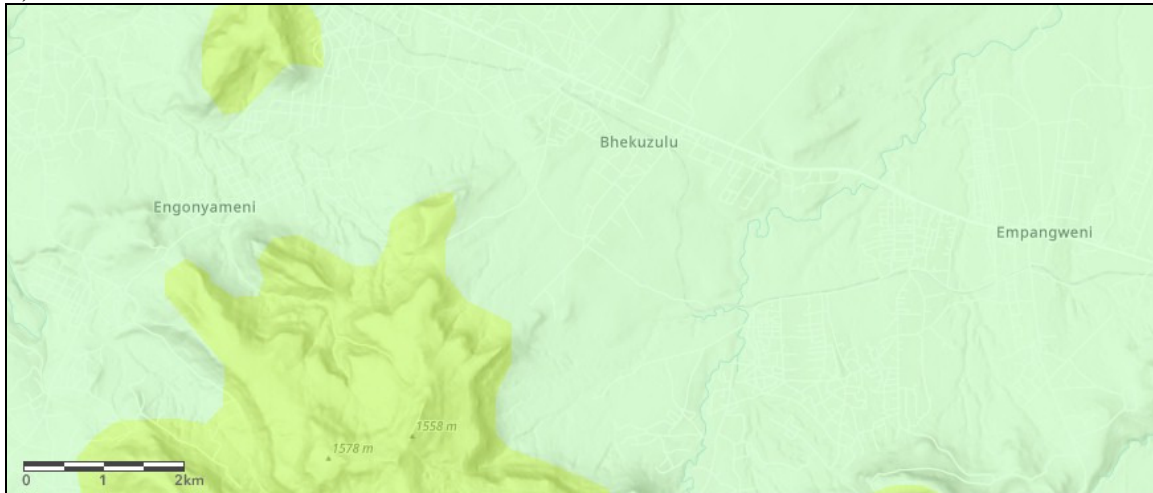 Bhekuzulu
Engonyameni
Empangweni
1558 m
1578 m
0 1 2km